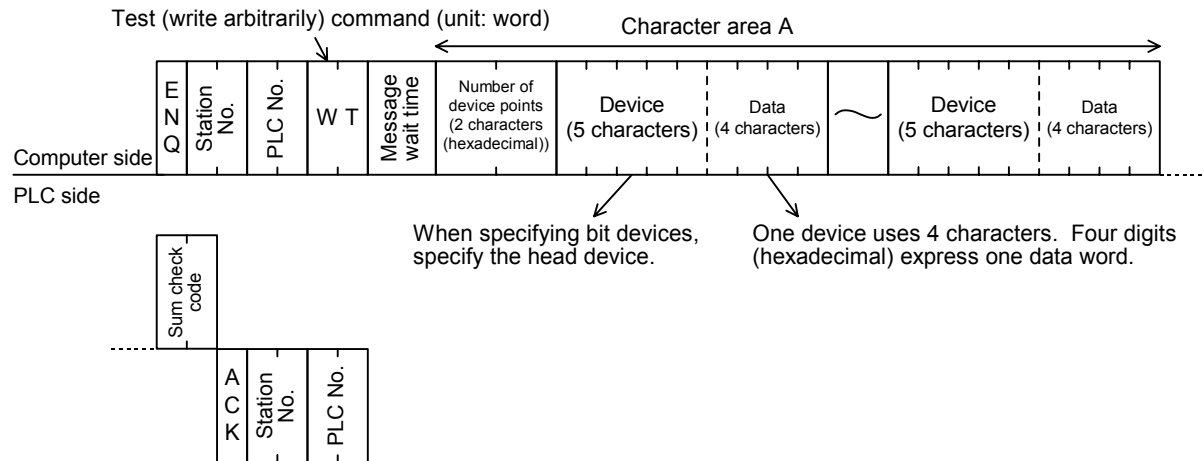 Test (write arbitrarily) command (unit: word)
Character area A
E
N
Q
Station
No.
PLC No.
W T
Message
wait time
Number of
device points
(2 characters
(hexadecimal))
Device
(5 characters)
Data
(4 characters)
Device
(5 characters)
Data
(4 characters)
Computer side
PLC side
When specifying bit devices,
specify the head device.
One device uses 4 characters. Four digits
(hexadecimal) express one data word.
Sum check
code
A
C
K
Station
No.
PLC No.